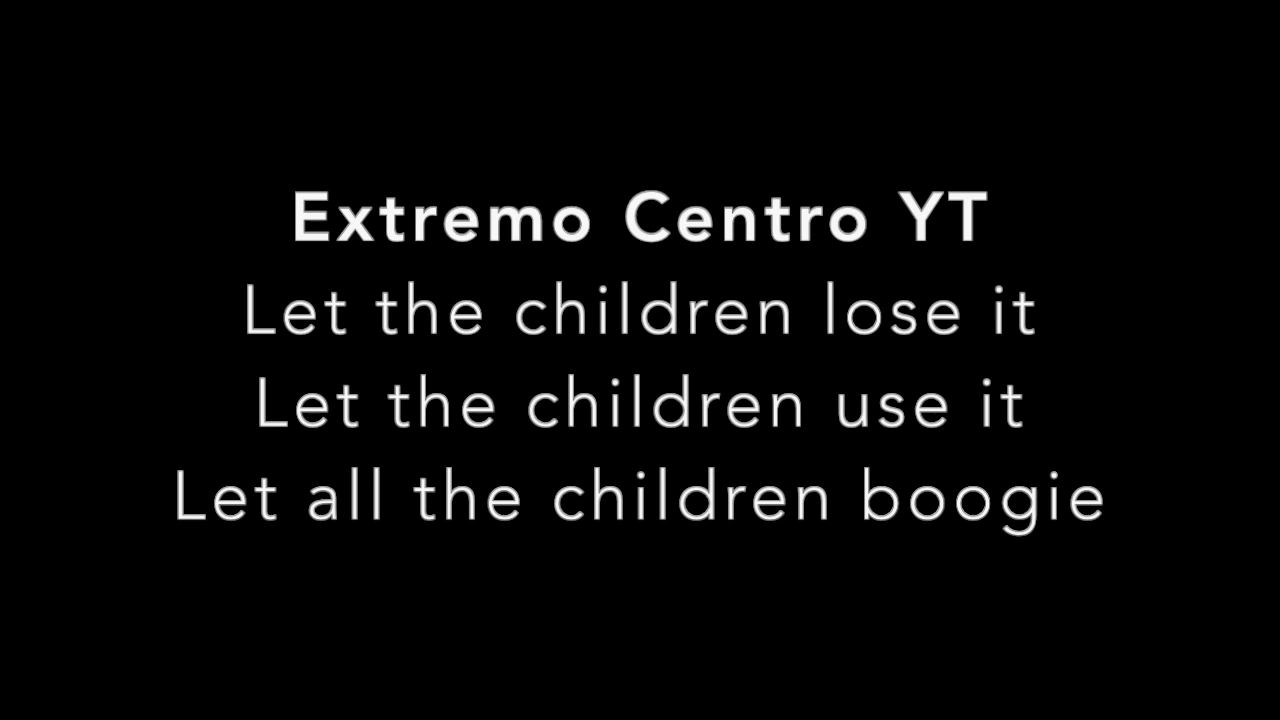 Extremo Centro YT
Let the children lose it
Let the children use it
Let all the children boogie